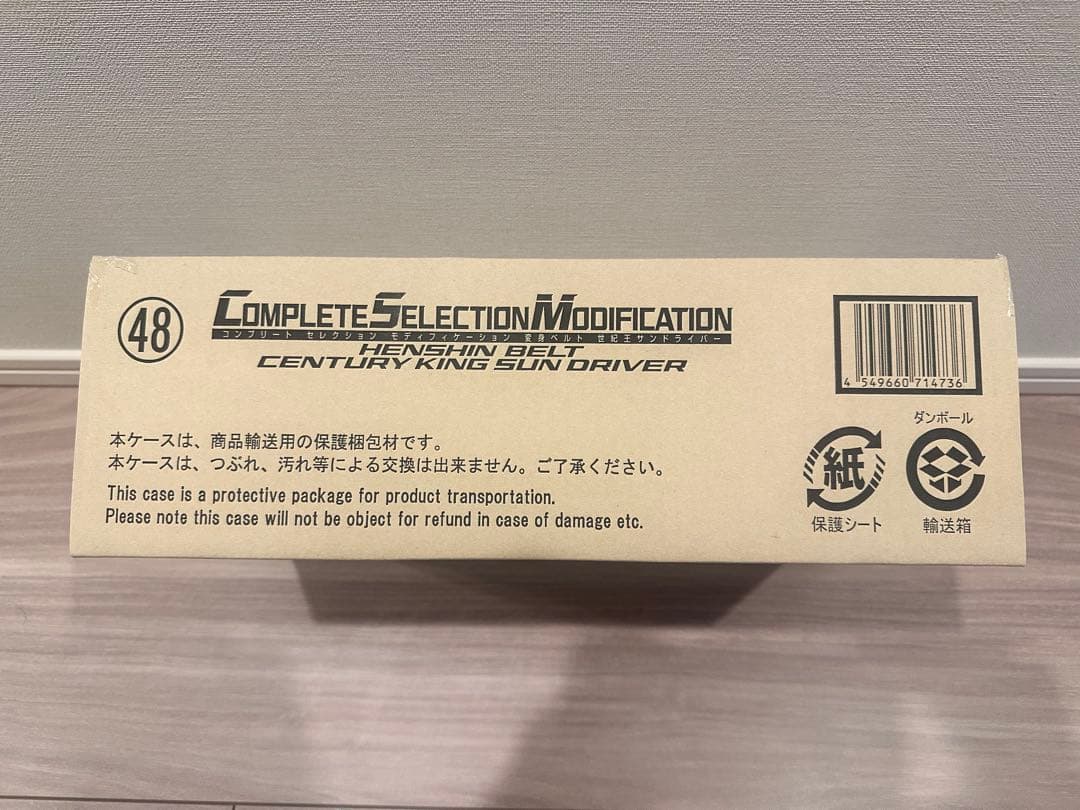 48
COMPLETE SELECTION MODIFICATION
コンプリート セレクション モディフィケーション 変身ベルト 世紀王サンドライバー
HENSHIN BELT
CENTURY KING SUN DRIVER
4 549660 714736
本ケースは、商品輸送用の保護梱包材です。
本ケースは、つぶれ、汚れ等による交換は出来ません。ご了承ください。
This case is a protective package for product transportation.
Please note this case will not be object for refund in case of damage etc.
紙
保護シート
ダンボール
輸送箱